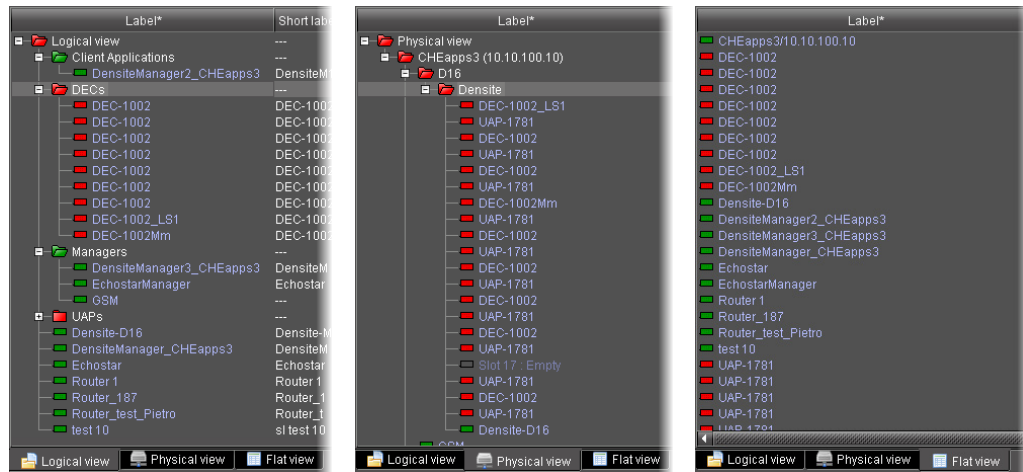 Label* Short labe
Logical view ---
Client Applications ---
DensiteManager2_CHEapps3 DensiteM
DECs ---
DEC-1002 DEC-1002
DEC-1002 DEC-1002
DEC-1002 DEC-1002
DEC-1002 DEC-1002
DEC-1002 DEC-1002
DEC-1002 DEC-1002
DEC-1002 DEC-1002
DEC-1002_LS1 DEC-1002
DEC-1002Mm DEC-1002
Managers ---
DensiteManager3_CHEapps3 DensiteM
EchostarManager Echostar
GSM ---
UAPs ---
Densite-D16 Densite-M
DensiteManager_CHEapps3 DensiteM
Echostar Echostar
Router 1 Router 1
Router_187 Router_1
Router_test_Pietro Router_t
test 10 sl test 10
Logical view Physical view Flat view
Label*
Physical view
CHEapps3 (10.10.100.10)
D16
Densite
DEC-1002_LS1
UAP-1781
DEC-1002
UAP-1781
DEC-1002
UAP-1781
DEC-1002Mm
UAP-1781
DEC-1002
UAP-1781
DEC-1002
UAP-1781
DEC-1002
UAP-1781
DEC-1002
UAP-1781
Slot 17 : Empty
UAP-1781
DEC-1002
UAP-1781
Densite-D16
GSM
Logical view Physical view Flat view
Label*
CHEapps3/10.10.100.10
DEC-1002
DEC-1002
DEC-1002
DEC-1002
DEC-1002
DEC-1002
DEC-1002
DEC-1002_LS1
DEC-1002Mm
Densite-D16
DensiteManager2_CHEapps3
DensiteManager3_CHEapps3
DensiteManager_CHEapps3
Echostar
EchostarManager
Router 1
Router_187
Router_test_Pietro
test 10
UAP-1781
UAP-1781
UAP-1781
UAP-1781
UAP-1781
Logical view Physical view Flat view